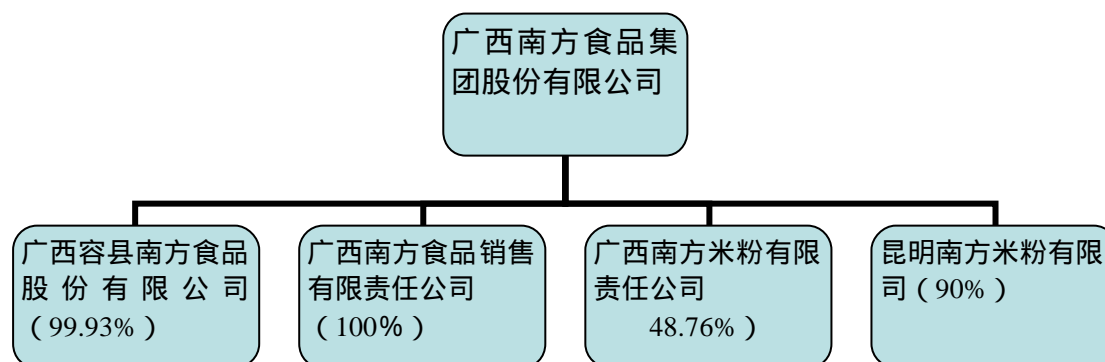 广西南方食品集
团股份有限公司
广西容县南方食品
股份有限公司
（99.93%）
广西南方食品销售
有限责任公司
（100%）
广西南方米粉有限
责任公司
48.76%）
昆明南方米粉有限
司（90%）